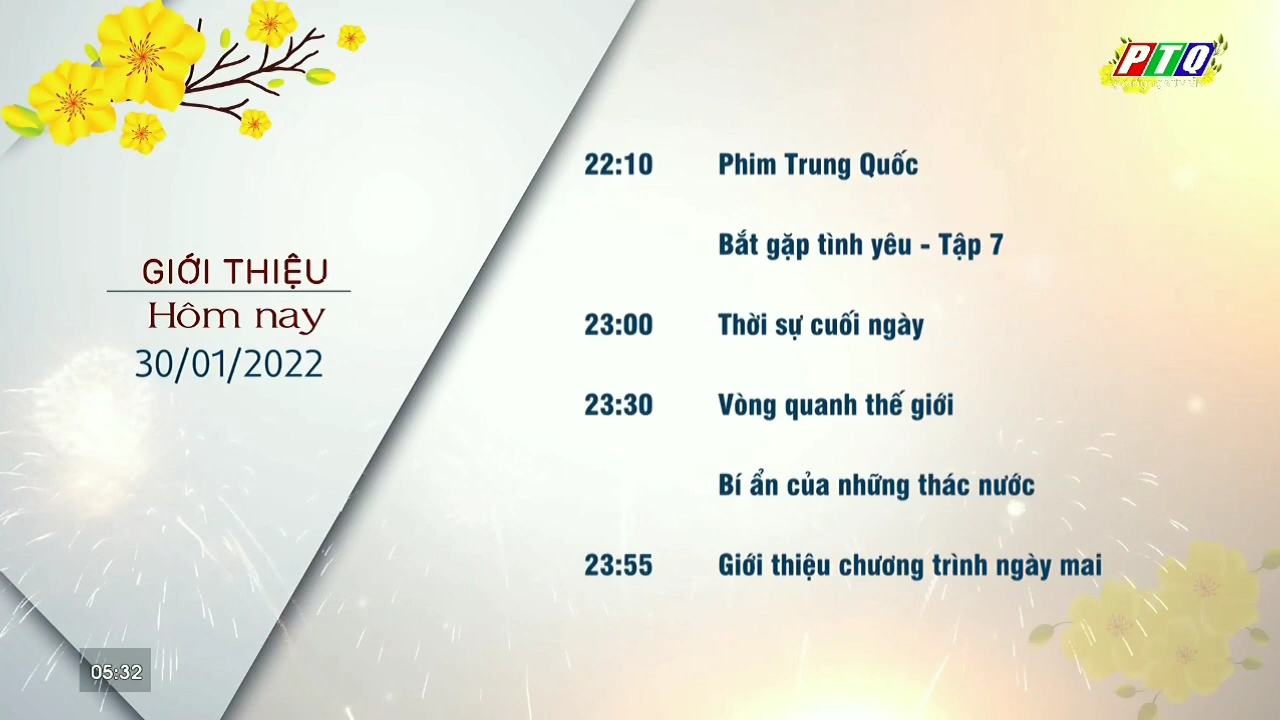 PTQ
GIỚI THIỆU
Hôm nay
30/01/2022
22:10 Phim Trung Quốc
Bắt gặp tình yêu - Tập 7
23:00 Thời sự cuối ngày
23:30 Vòng quanh thế giới
Bí ẩn của những thác nước
23:55 Giới thiệu chương trình ngày mai
05:32